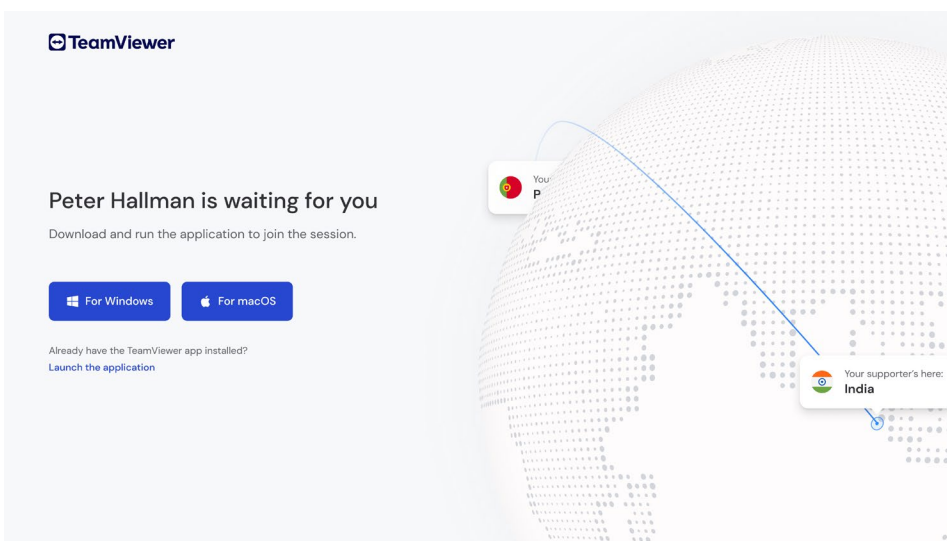 TeamViewer
You
P
Peter Hallman is waiting for you
Download and run the application to join the session.
For Windows
For macOS
Already have the TeamViewer app installed?
Launch the application
Your supporter's here:
India